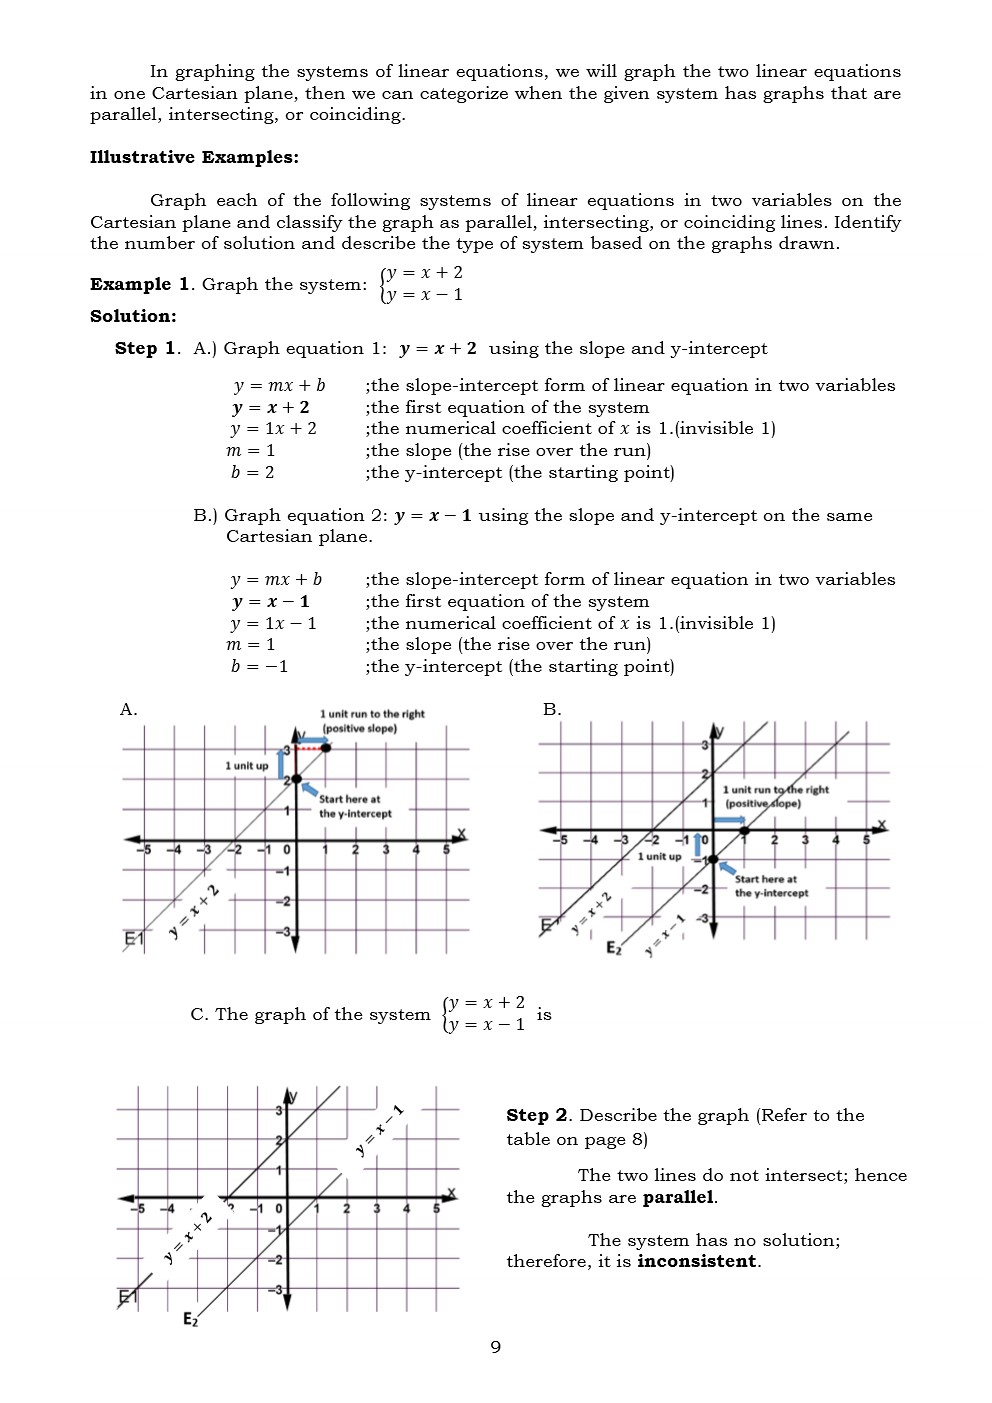 In graphing the systems of linear equations, we will graph the two linear equations
in one Cartesian plane, then we can categorize when the given system has graphs that are
parallel, intersecting, or coinciding.
Illustrative Examples:
Graph each of the following systems of linear equations in two variables on the
Cartesian plane and classify the graph as parallel, intersecting, or coinciding lines. Identify
the number of solution and describe the type of system based on the graphs drawn.
Example 1. Graph the system: {y = x + 2
y = x − 1
Solution:
Step 1. A.) Graph equation 1: y = x + 2 using the slope and y-intercept
y = mx + b ;the slope-intercept form of linear equation in two variables
y = x + 2 ;the first equation of the system
y = 1x + 2 ;the numerical coefficient of x is 1.(invisible 1)
m = 1 ;the slope (the rise over the run)
b = 2 ;the y-intercept (the starting point)
B.) Graph equation 2: y = x − 1 using the slope and y-intercept on the same
Cartesian plane.
y = mx + b ;the slope-intercept form of linear equation in two variables
y = x − 1 ;the first equation of the system
y = 1x − 1 ;the numerical coefficient of x is 1.(invisible 1)
m = 1 ;the slope (the rise over the run)
b = −1 ;the y-intercept (the starting point)
A.
1 unit run to the right
(positive slope)
y
3
1 unit up
2
Start here at
the y-intercept
1
x
−5 −4 −3 −2 −1 0 1 2 3 4 5
−1
−2
−3
y = x + 2
E1
B.
y
3
2
1 unit run to the right
(positive slope)
1
x
−5 −4 −3 −2 −1 0 1 2 3 4 5
1 unit up
−1
Start here at
the y-intercept
−2
−3
E1
y = x + 2
E2
y = x − 1
C. The graph of the system {y = x + 2
y = x − 1 is
y
3
2
1
y = x − 1
x
−5 −4 −1 0 1 2 3 4 5
−1
−2
−3
y = x + 2
E1
E2
Step 2. Describe the graph (Refer to the
table on page 8)
The two lines do not intersect; hence
the graphs are parallel.
The system has no solution;
therefore, it is inconsistent.
9